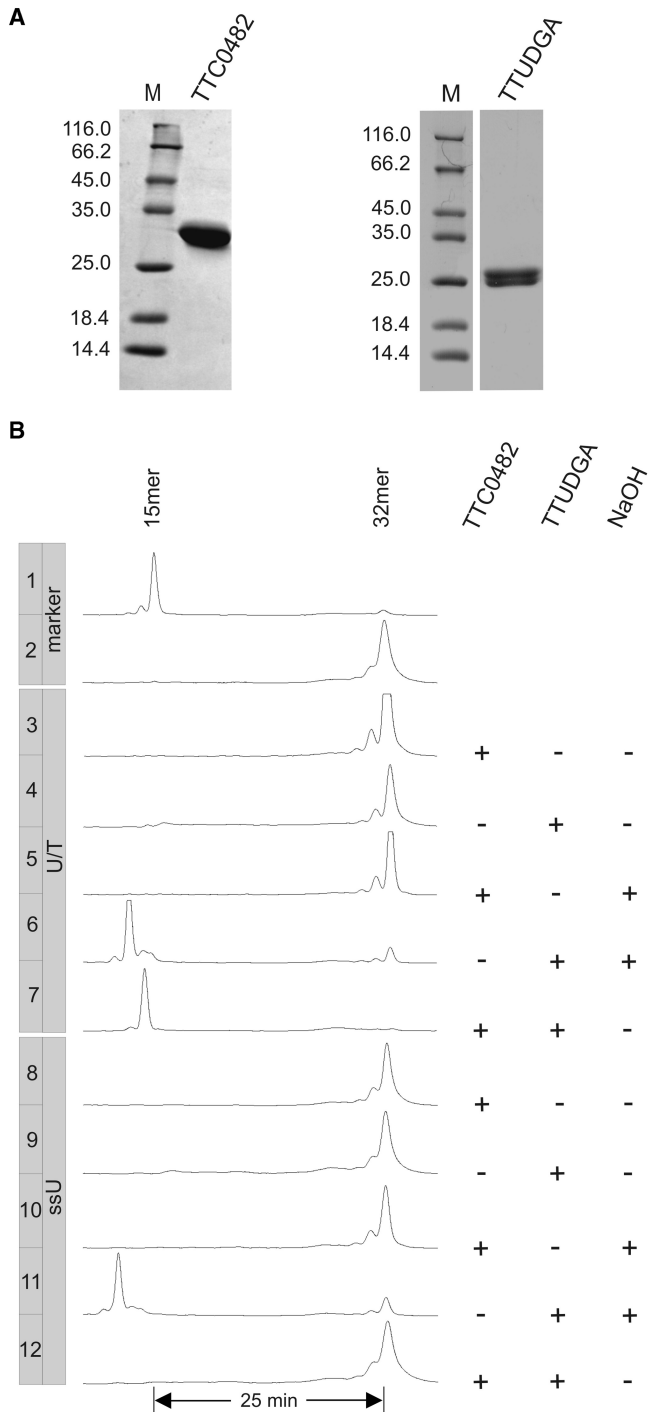 A
M TTC0482
116.0
66.2
45.0
35.0
25.0
18.4
14.4
M TTUDGA
116.0
66.2
45.0
35.0
25.0
18.4
14.4
B
15mer 32mer TTC0482 TTUDGA NaOH
marker
1
2
U/T
3 + - -
4 - + -
5 + - +
6 - + +
7 + + -
ssU
8 + - -
9 - + -
10 + - +
11 - + +
12 + + -
25 min